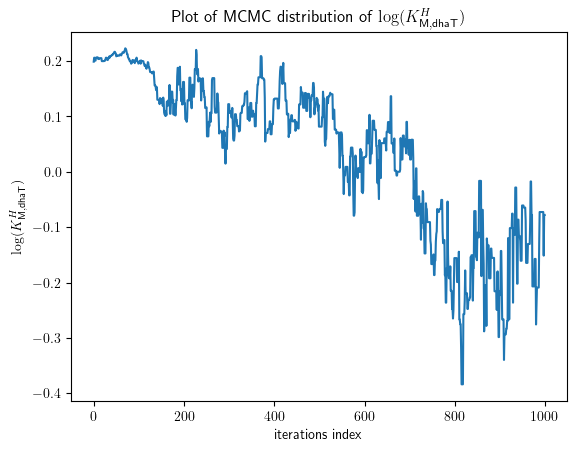 Plot of MCMC distribution of log(K^H_M,dhaT)
log(K^H_M,dhaT)
0.2
0.1
0.0
−0.1
−0.2
−0.3
−0.4
0 200 400 600 800 1000
iterations index